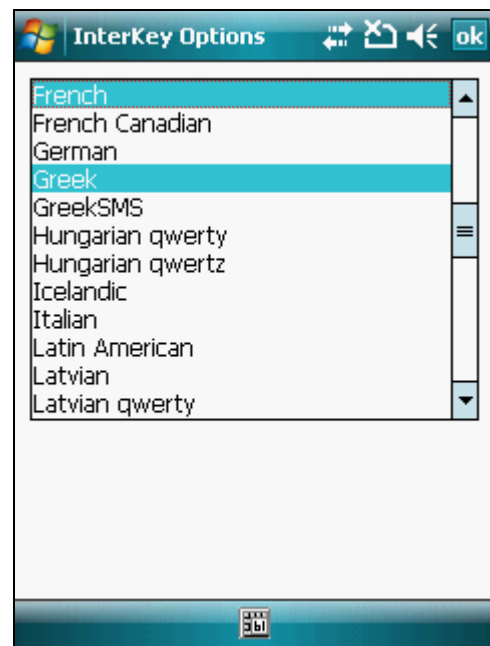 InterKey Options
ok
French
French Canadian
German
Greek
GreekSMS
Hungarian qwerty
Hungarian qwertz
Icelandic
Italian
Latin American
Latvian
Latvian qwerty